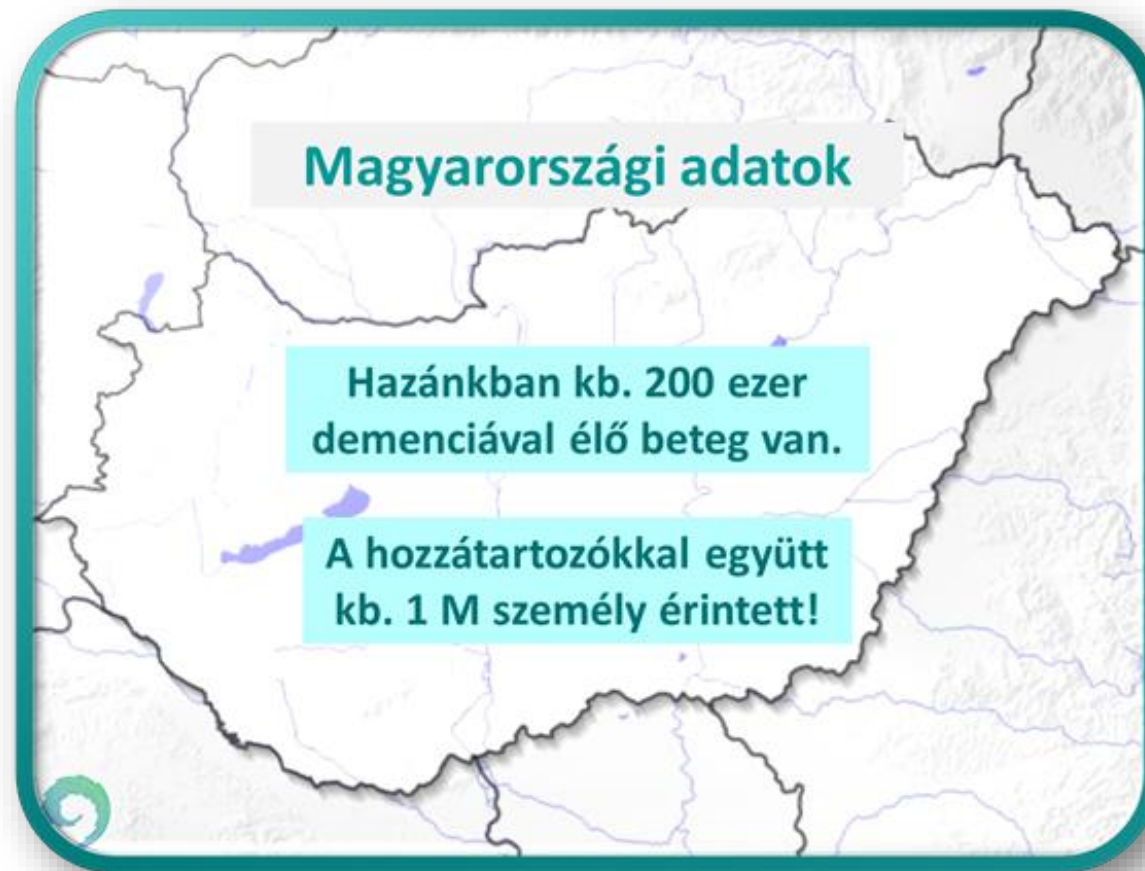 Magyarországi adatok
Hazánkban kb. 200 ezer
demenciával élő beteg van.
A hozzátartozókkal együtt
kb. 1 M személy érintett!